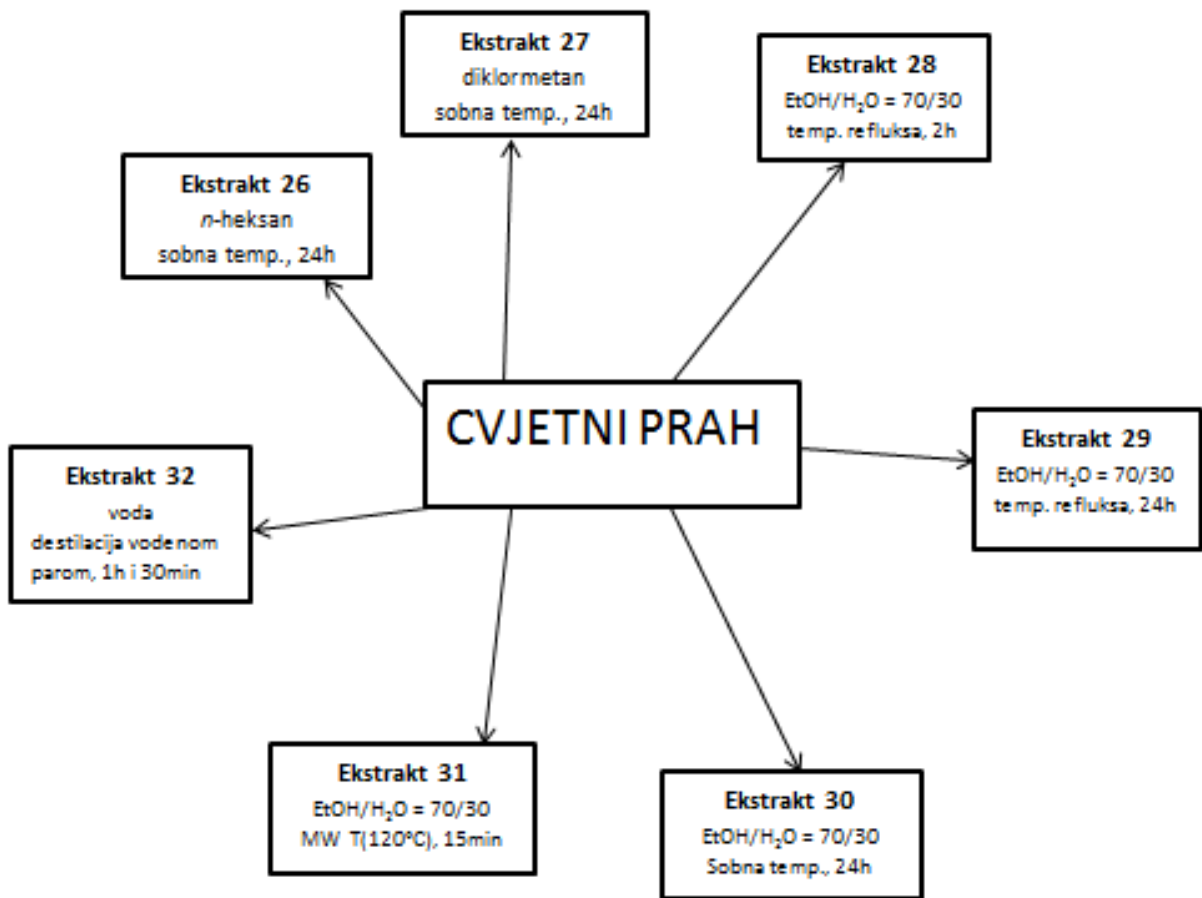 Ekstrakt 27
diklormetan
sobna temp., 24h
Ekstrakt 28
EtOH/H₂O = 70/30
temp. refluksa, 2h
Ekstrakt 26
n-heksan
sobna temp., 24h
CVJETNI PRAH
Ekstrakt 29
EtOH/H₂O = 70/30
temp. refluksa, 24h
Ekstrakt 32
voda
destilacija vodenom
parom, 1h i 30min
Ekstrakt 31
EtOH/H₂O = 70/30
MW T(120°C), 15min
Ekstrakt 30
EtOH/H₂O = 70/30
Sobna temp., 24h